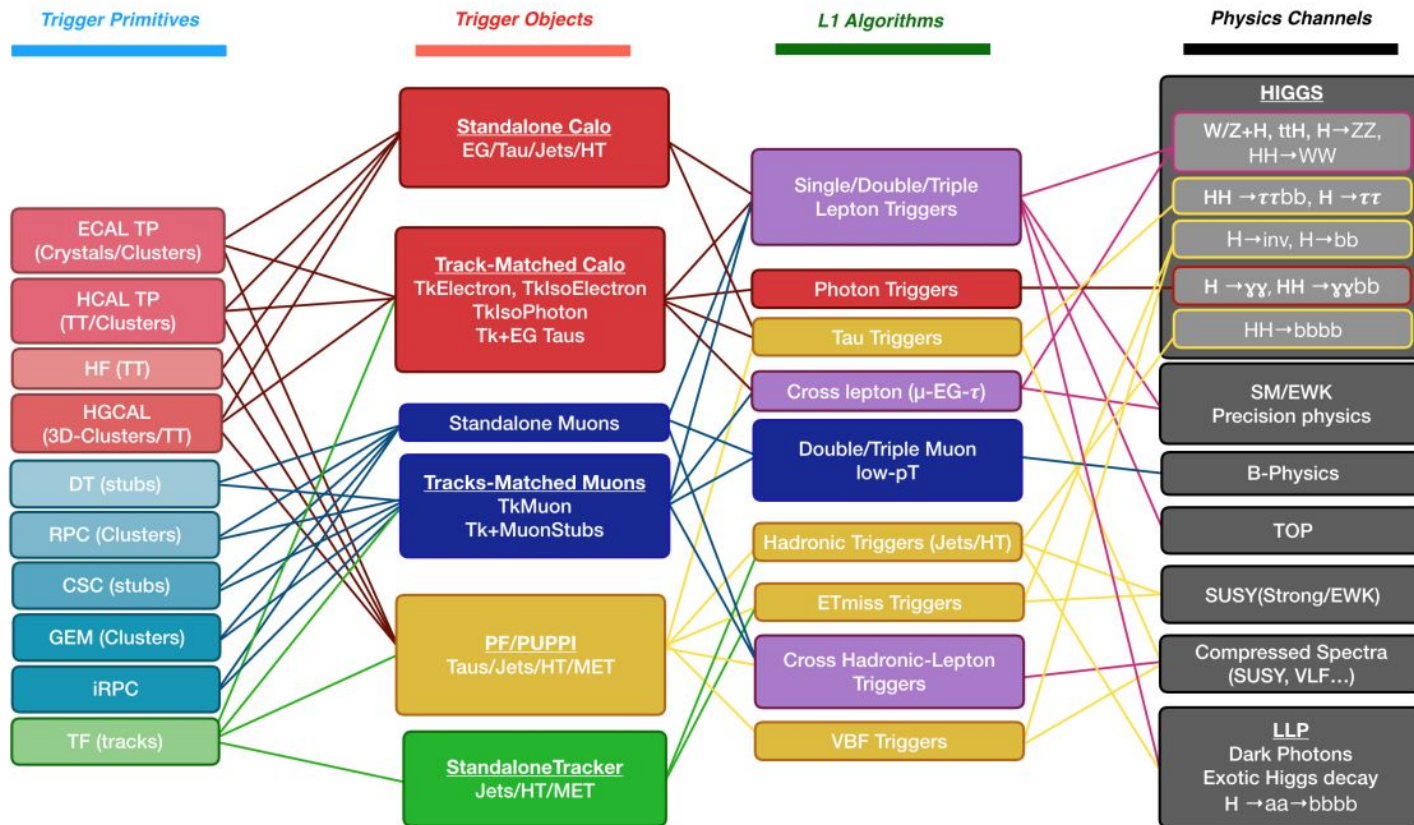 Trigger Primitives
Trigger Objects
L1 Algorithms
Physics Channels
ECAL TP
(Crystals/Clusters)
HCAL TP
(TT/Clusters)
HF (TT)
HGCAL
(3D-Clusters/TT)
DT (stubs)
RPC (Clusters)
CSC (stubs)
GEM (Clusters)
iRPC
TF (tracks)
Standalone Calo
EG/Tau/Jets/HT
Track-Matched Calo
TkElectron, TkIsoElectron
TkIsoPhoton
Tk+EG Taus
Standalone Muons
Tracks-Matched Muons
TkMuon
Tk+MuonStubs
PF/PUPPI
Taus/Jets/HT/MET
StandaloneTracker
Jets/HT/MET
Single/Double/Triple
Lepton Triggers
Photon Triggers
Tau Triggers
Cross lepton (μ-EG-τ)
Double/Triple Muon
low-pT
Hadronic Triggers (Jets/HT)
ETmiss Triggers
Cross Hadronic-Lepton
Triggers
VBF Triggers
HIGGS
W/Z+H, ttH, H→ZZ,
HH→WW
HH →ττbb, H →ττ
H→inv, H→bb
H →γγ, HH →γγbb
HH→bbbb
SM/EWK
Precision physics
B-Physics
TOP
SUSY(Strong/EWK)
Compressed Spectra
(SUSY, VLF...)
LLP
Dark Photons
Exotic Higgs decay
H →aa→bbbb